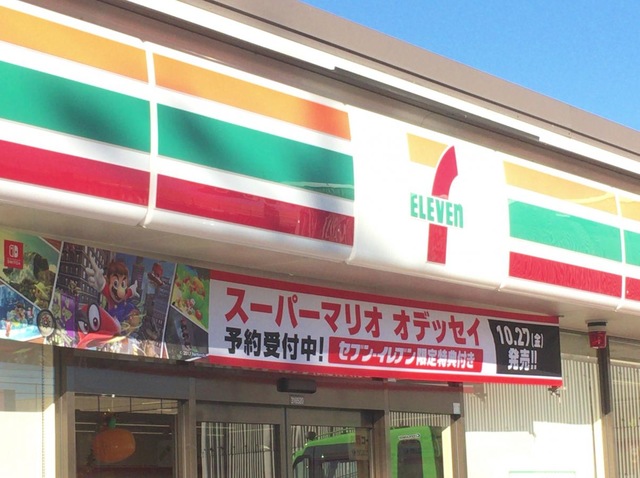 ELEVEn
スーパーマリオ オデッセイ
予約受付中! セブン-イレブン限定特典付き
10.27(金)
発売!!